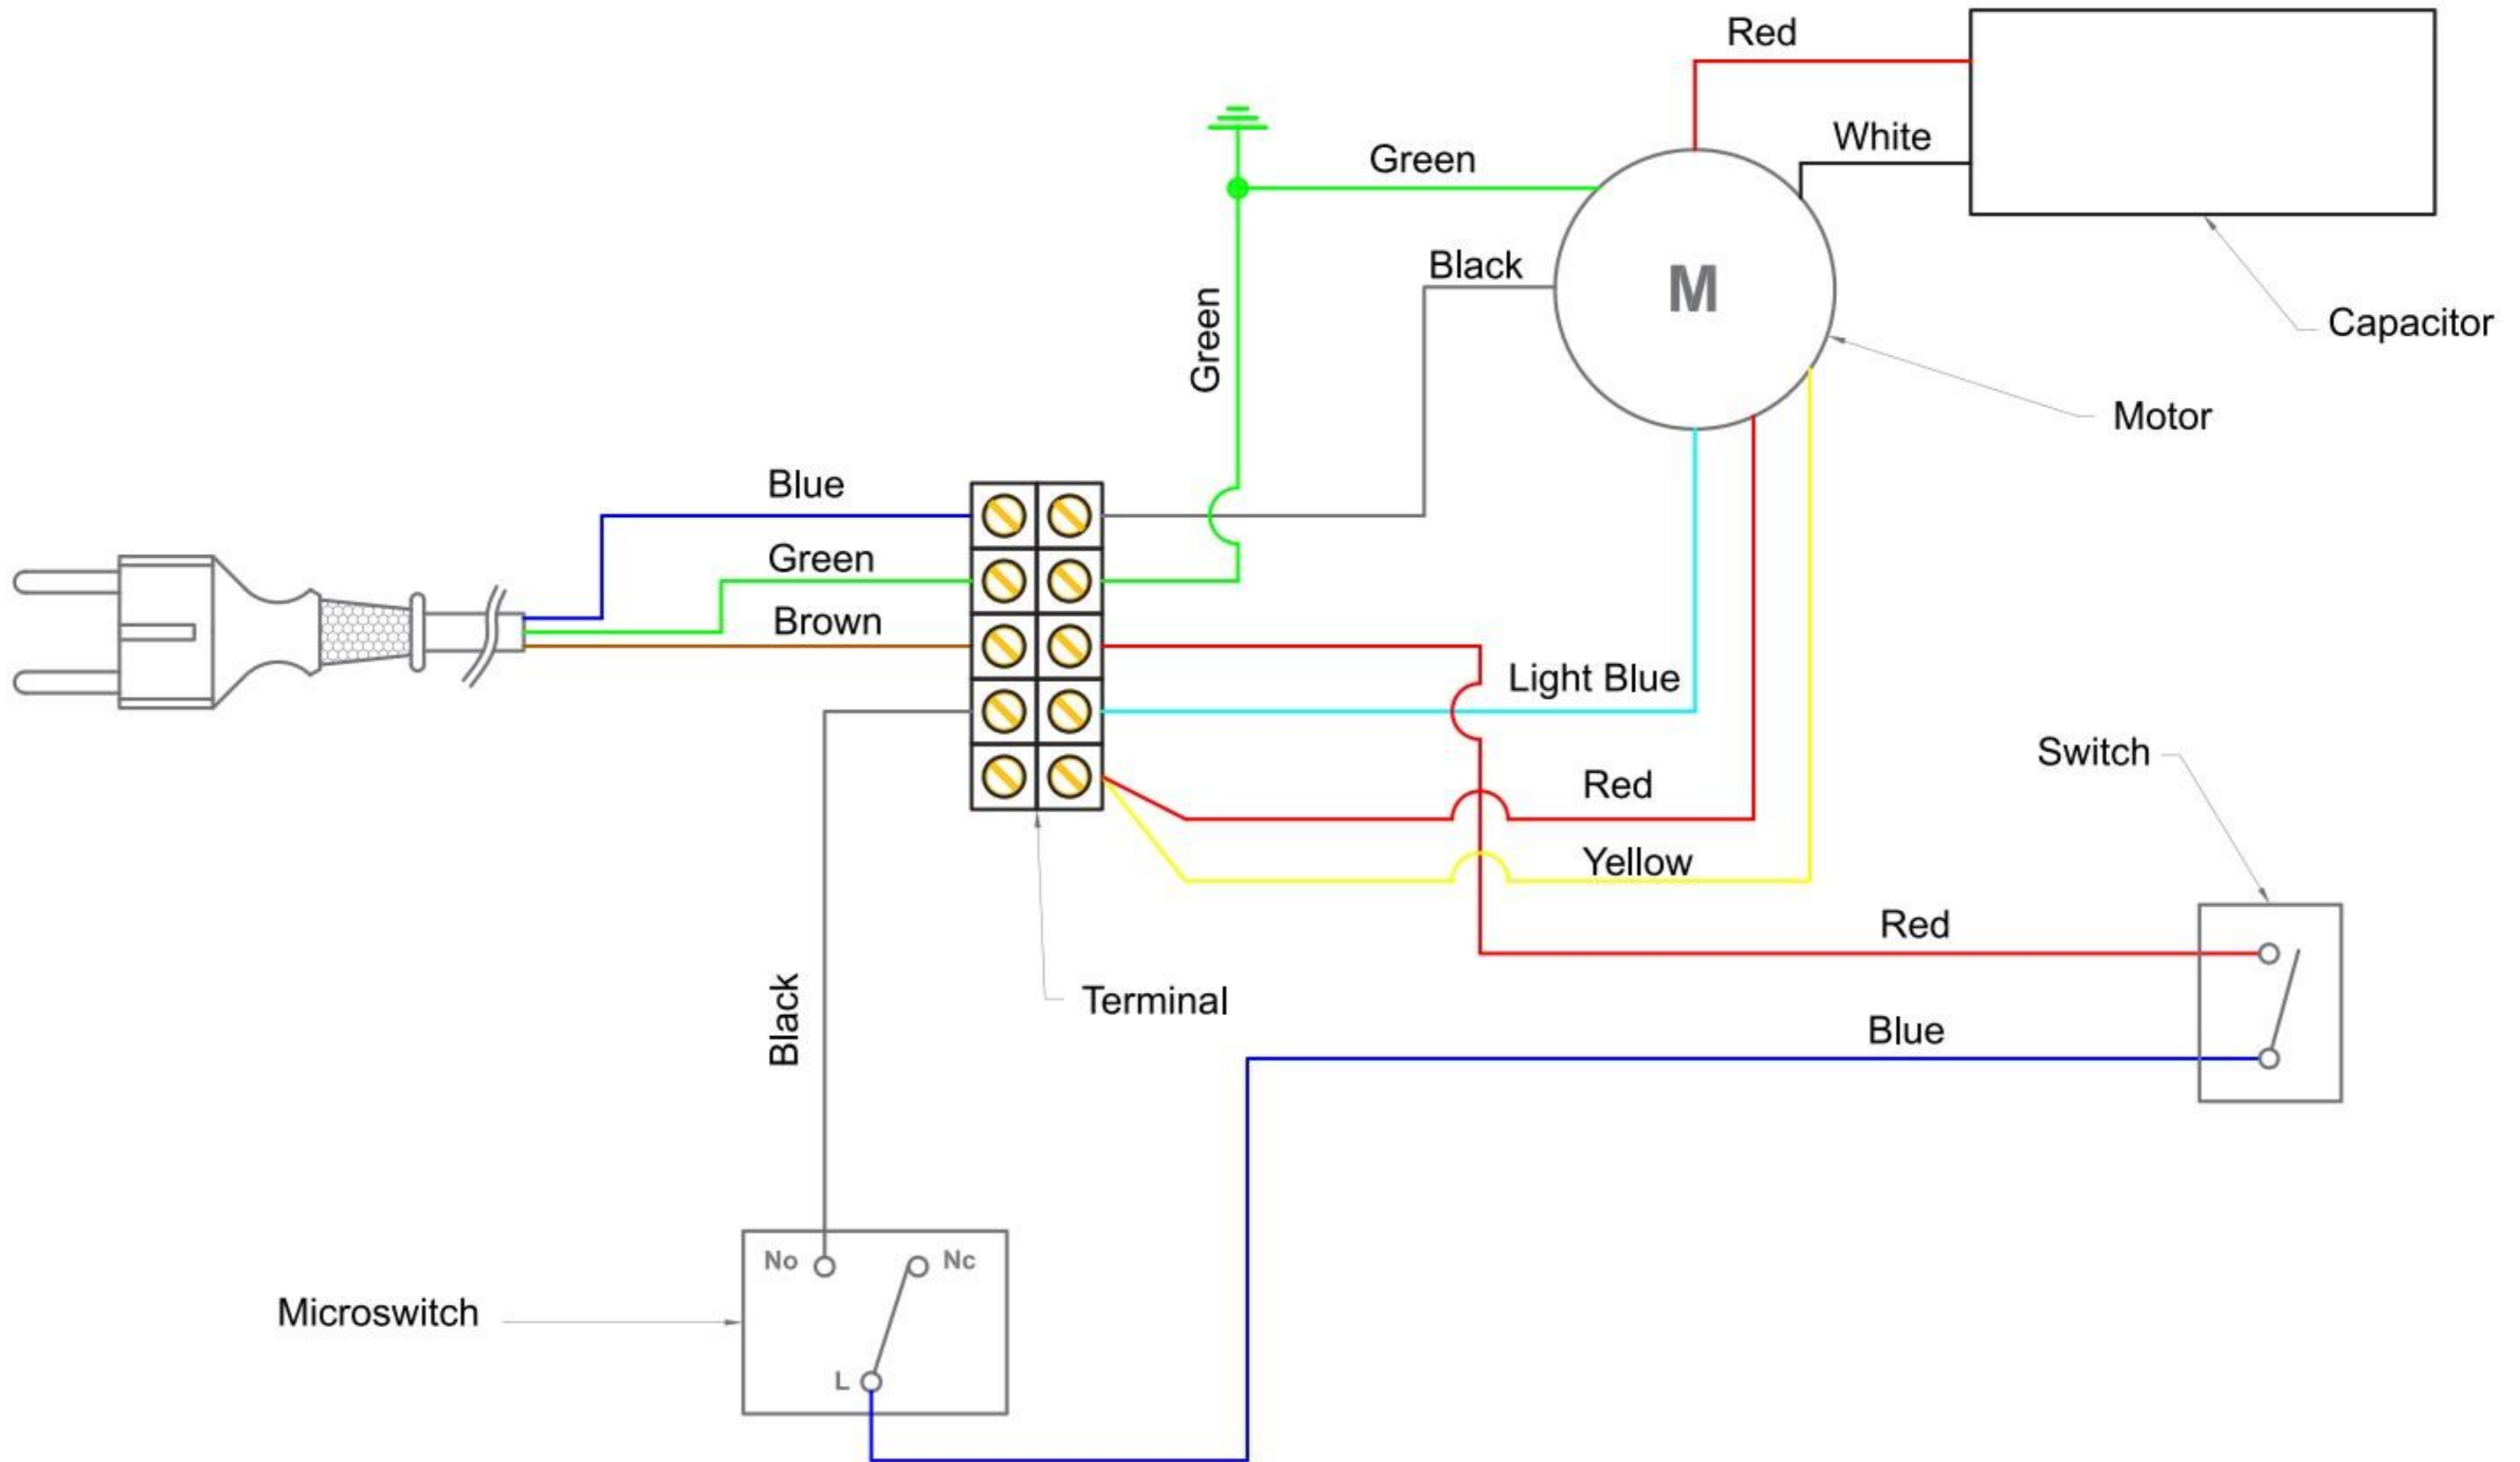 Red
White
Green
Black
M
Capacitor
Green
Motor
Blue
Green
Brown
Light Blue
Switch
Red
Yellow
Red
Black
Terminal
Blue
No
Nc
Microswitch
L